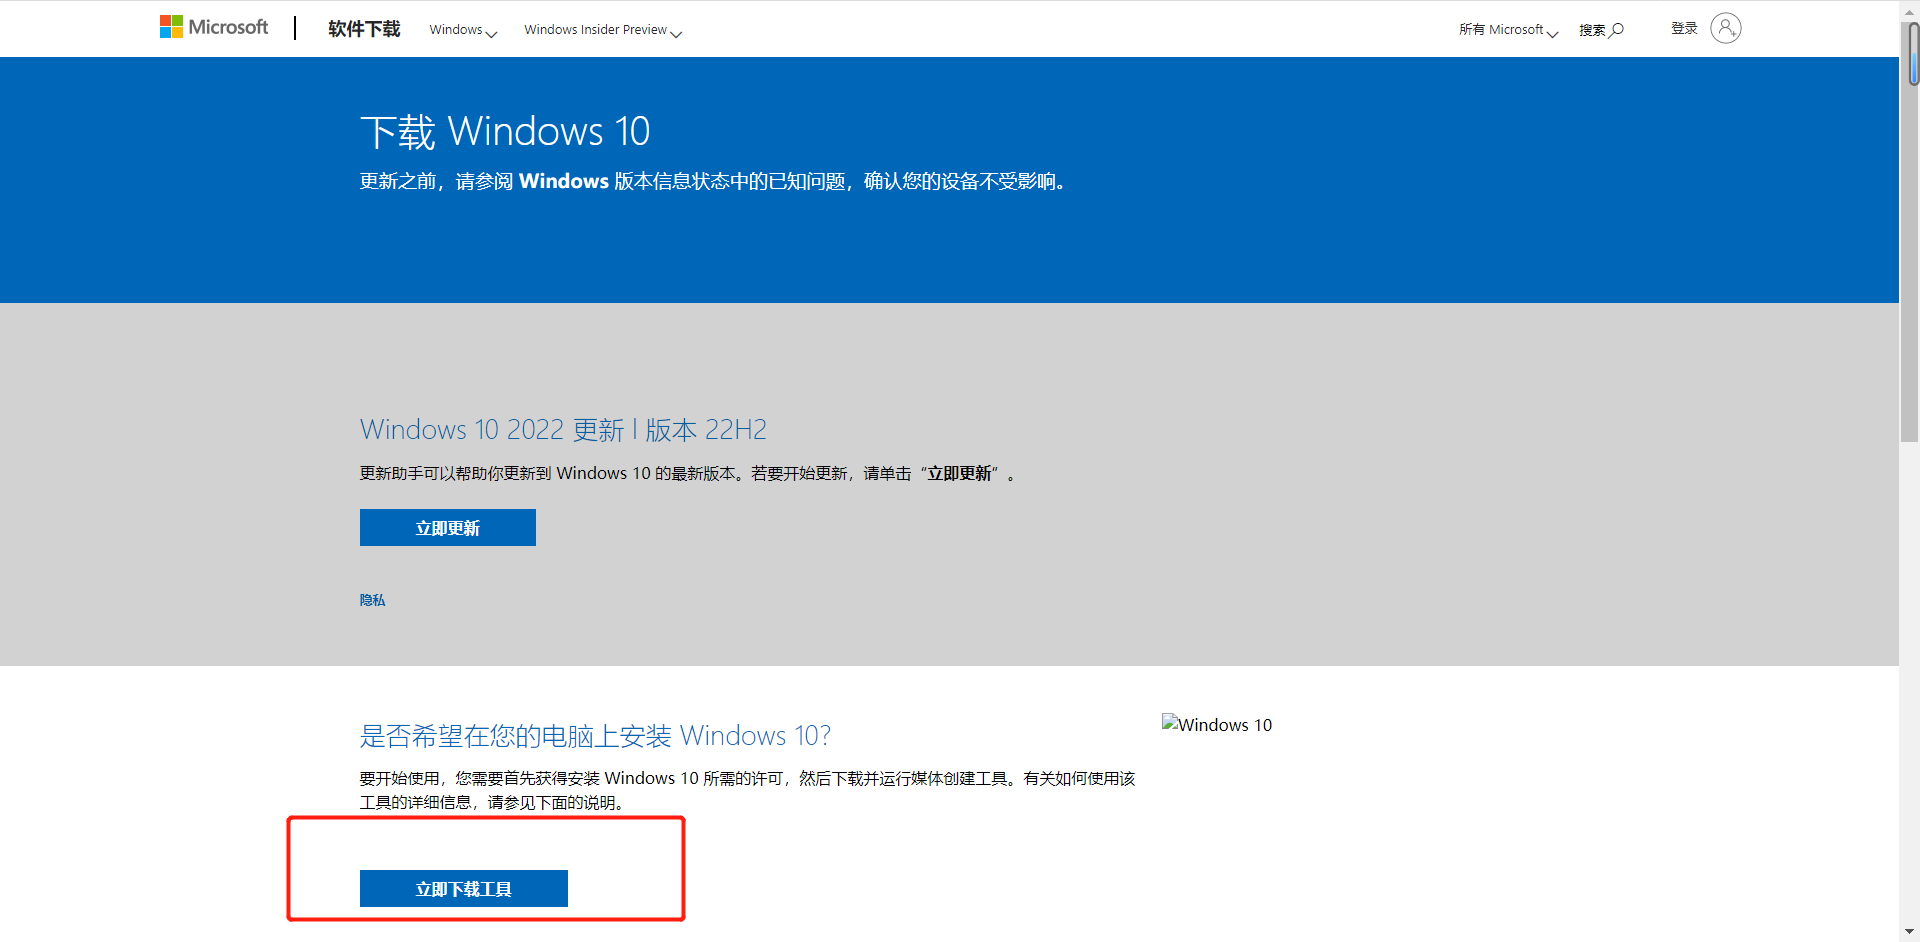 Microsoft
软件下载
Windows
Windows Insider Preview
所有 Microsoft
搜索
登录
下载 Windows 10
更新之前，请参阅 Windows 版本信息状态中的已知问题，确认您的设备不受影响。
Windows 10 2022 更新 | 版本 22H2
更新助手可以帮助你更新到 Windows 10 的最新版本。若要开始更新，请单击“立即更新”。
立即更新
隐私
是否希望在您的电脑上安装 Windows 10?
要开始使用，您需要首先获得安装 Windows 10 所需的许可，然后下载并运行媒体创建工具。有关如何使用该
工具的详细信息，请参见下面的说明。
Windows 10
立即下载工具